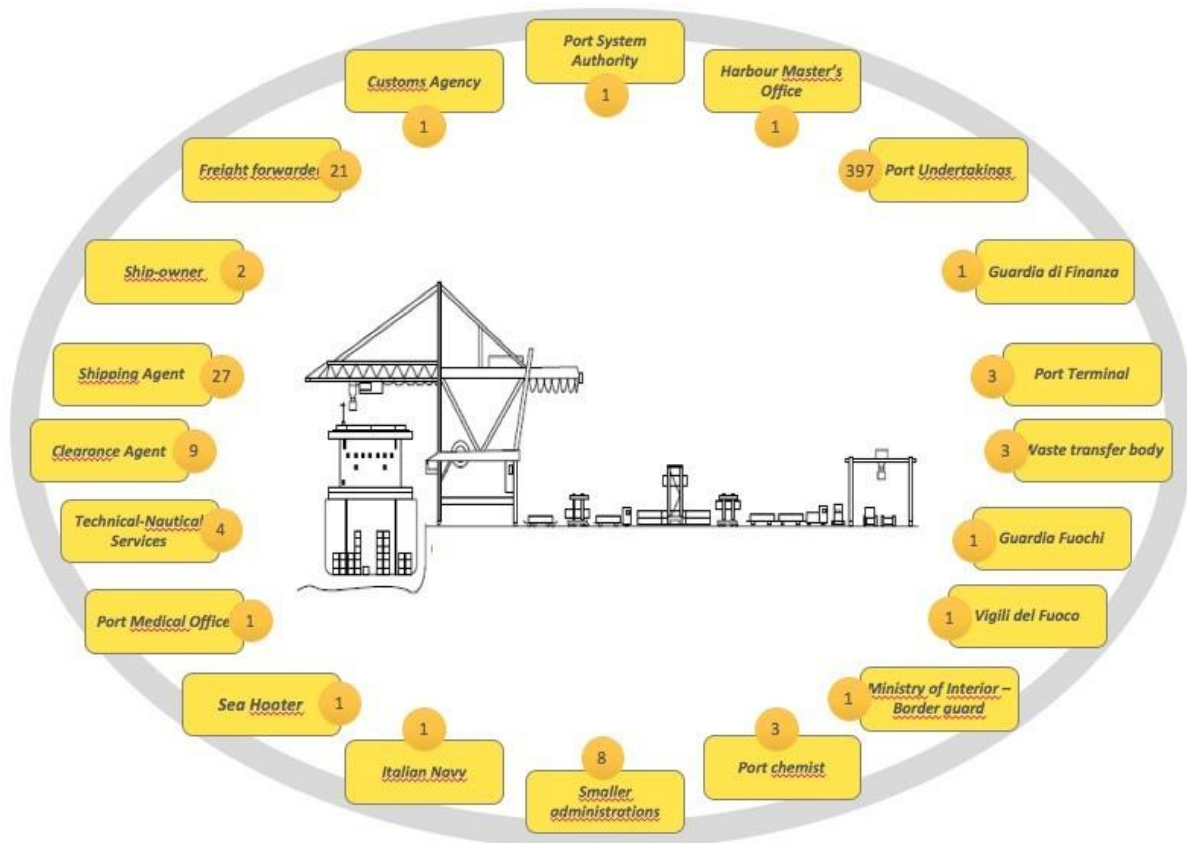 Port System
Authority
1
Customs Agency
1
Harbour Master's
Office
1
Freight forwarder
21
397
Port Undertakings
Ship-owner
2
1
Guardia di Finanza
Shipping Agent
27
3
Port Terminal
Clearance Agent
9
3
Waste transfer body
Technical-Nautical
Services
4
1
Guardia Fuochi
Port Medical Office
1
1
Vigili del Fuoco
Sea Hooter
1
1
Ministry of Interior –
Border guard
1
Italian Navy
8
Smaller
administrations
3
Port chemist